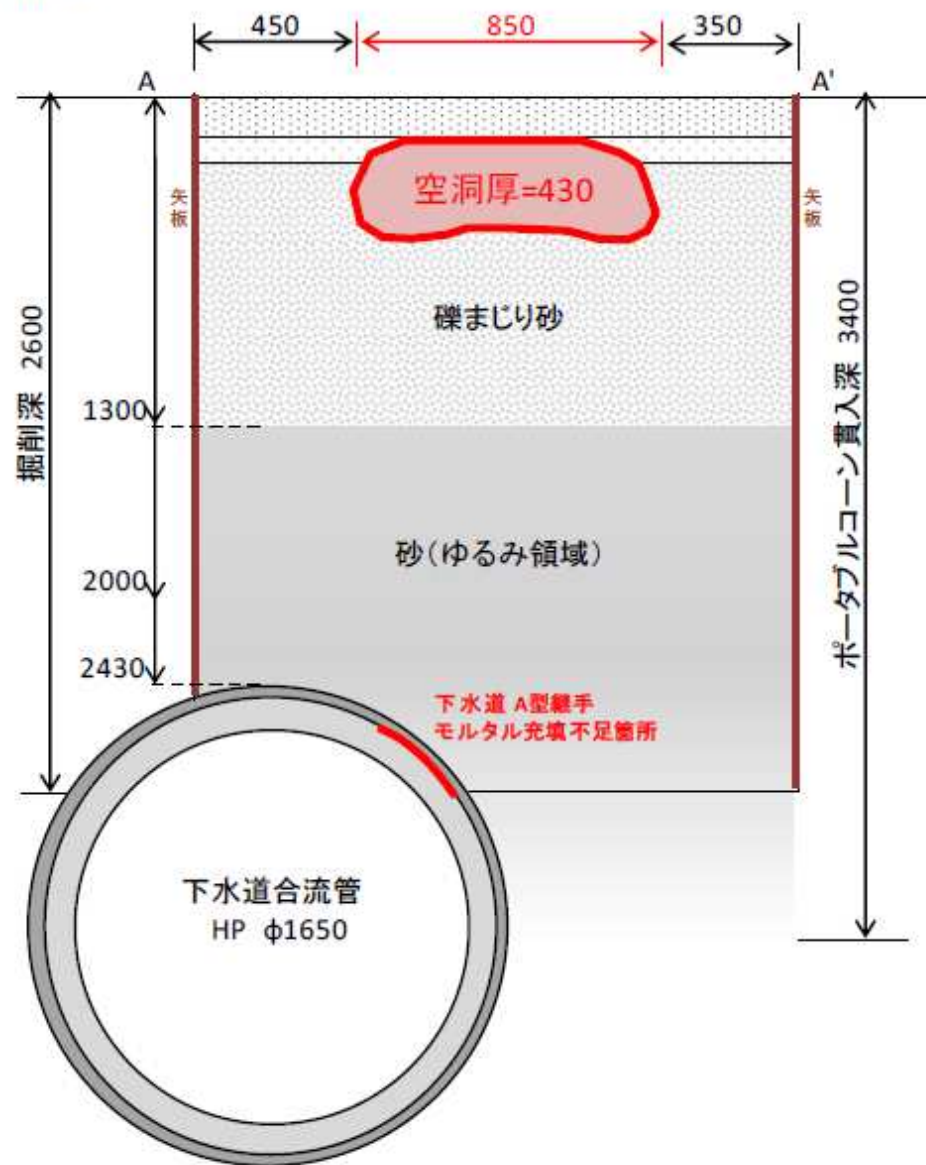 450
850
350
A
A'
矢板
矢板
空洞厚=430
礫まじり砂
掘削深 2600
ポータブルコーン貫入深 3400
1300
砂(ゆるみ領域)
2000
2430
下水道 A型継手
モルタル充填不足箇所
下水道合流管
HP φ1650